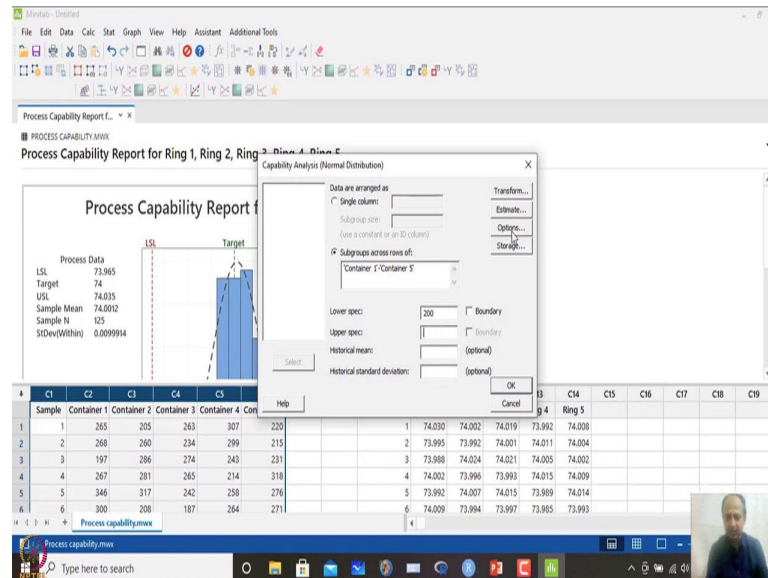 Minitab - Untitled
File Edit Data Calc Stat Graph View Help Assistant Additional Tools
Process Capability Report f...
PROCESS CAPABILITY.MWX
Process Capability Report for Ring 1, Ring 2, Ring 3, Ring 4, Ring 5
Process Capability Report f
LSL Target
Process Data
LSL 73.965
Target 74
USL 74.035
Sample Mean 74.0012
Sample N 125
StDev(Within) 0.0099914
Capability Analysis (Normal Distribution)
Data are arranged as
Single column:
Subgroup size:
(use a constant or an ID column)
Subgroups across rows of:
'Container 1'-'Container 5'
Lower spec: 200 Boundary
Upper spec: Boundary
Historical mean: (optional)
Historical standard deviation: (optional)
Transform...
Estimate...
Options...
Storage...
Select
Help
OK
Cancel
C1 C2 C3 C4 C5 13 C14 C15 C16 C17 C18 C19
Sample Container 1 Container 2 Container 3 Container 4 Con g 4 Ring 5
1 1 265 205 263 307 220 1 74.030 74.002 74.019 73.992 74.008
2 2 268 260 234 299 215 2 73.995 73.992 74.001 74.011 74.004
3 3 197 286 274 243 231 3 73.988 74.024 74.021 74.005 74.002
4 4 267 281 265 214 318 4 74.002 73.996 73.993 74.015 74.009
5 5 346 317 242 258 276 5 73.992 74.007 74.015 73.989 74.014
6 6 300 208 187 264 271 6 74.009 73.994 73.997 73.985 73.993
Process capability.mwx
Process capability.mwx
Type here to search
NPTEL